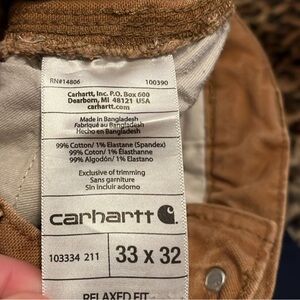 RN#14806 100390
Carhartt, Inc. P.O. Box 600
Dearborn, MI 48121 USA
carhartt.com
Made in Bangladesh
Fabriqué au Bangladesh
Hecho en Bangladesh
99% Cotton/ 1% Elastane (Spandex)
99% Coton/ 1% Élasthanne
99% Algodón/ 1% Elastano
Exclusive of trimming
Sans garniture
Sin incluir adorno
carhartt
103334 211 33 x 32
RELAXED FIT